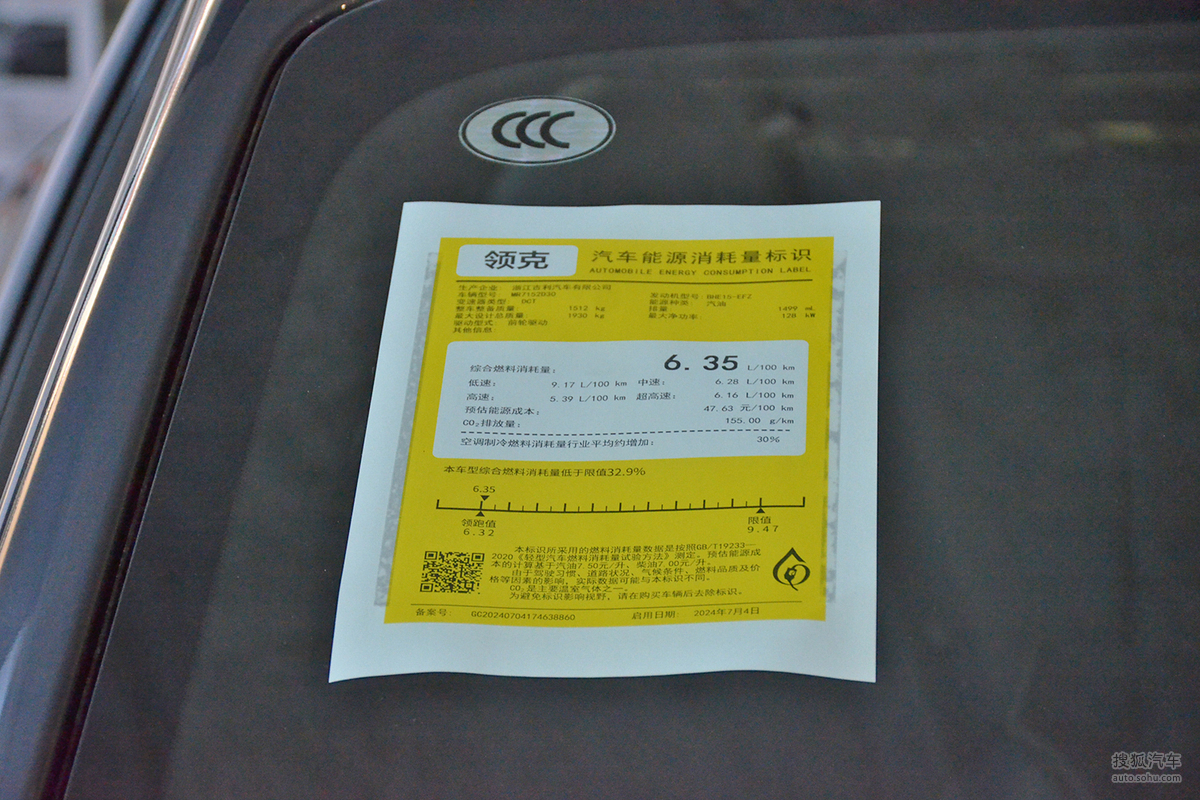 CCC
领克 汽车能源消耗量标识
AUTOMOBILE ENERGY CONSUMPTION LABEL
生产企业: 浙江吉利汽车有限公司
车辆型号: MR7152D30 发动机型号: BHE15-EFZ
变速器类型: DCT 能源种类: 汽油
整车整备质量: 1512 kg 排量: 1499 mL
最大设计总质量: 1930 kg 最大净功率: 128 kW
驱动型式: 前轮驱动
其他信息:
综合燃料消耗量: 6.35 L/100 km
低速: 9.17 L/100 km 中速: 6.28 L/100 km
高速: 5.39 L/100 km 超高速: 6.16 L/100 km
预估能源成本: 47.63 元/100 km
CO₂排放量: 155.00 g/km
空调制冷燃料消耗量行业平均约增加: 30%
本车型综合燃料消耗量低于限值32.9%
6.35
领跑值 限值
6.32 9.47
本标识所采用的燃料消耗量数据是按照GB/T19233—
2020《轻型汽车燃料消耗量试验方法》测定。预估能源成
本的计算基于汽油7.50元/升、柴油7.00元/升。
由于驾驶习惯、道路状况、气候条件、燃料品质及价
格等因素的影响，实际数据可能与本标识不同。
CO₂是主要温室气体之一。
为避免标识影响视野，请在购买车辆后去除标识。
备案号: GC20240704174638860 启用日期: 2024年7月4日
搜狐汽车
auto.sohu.com